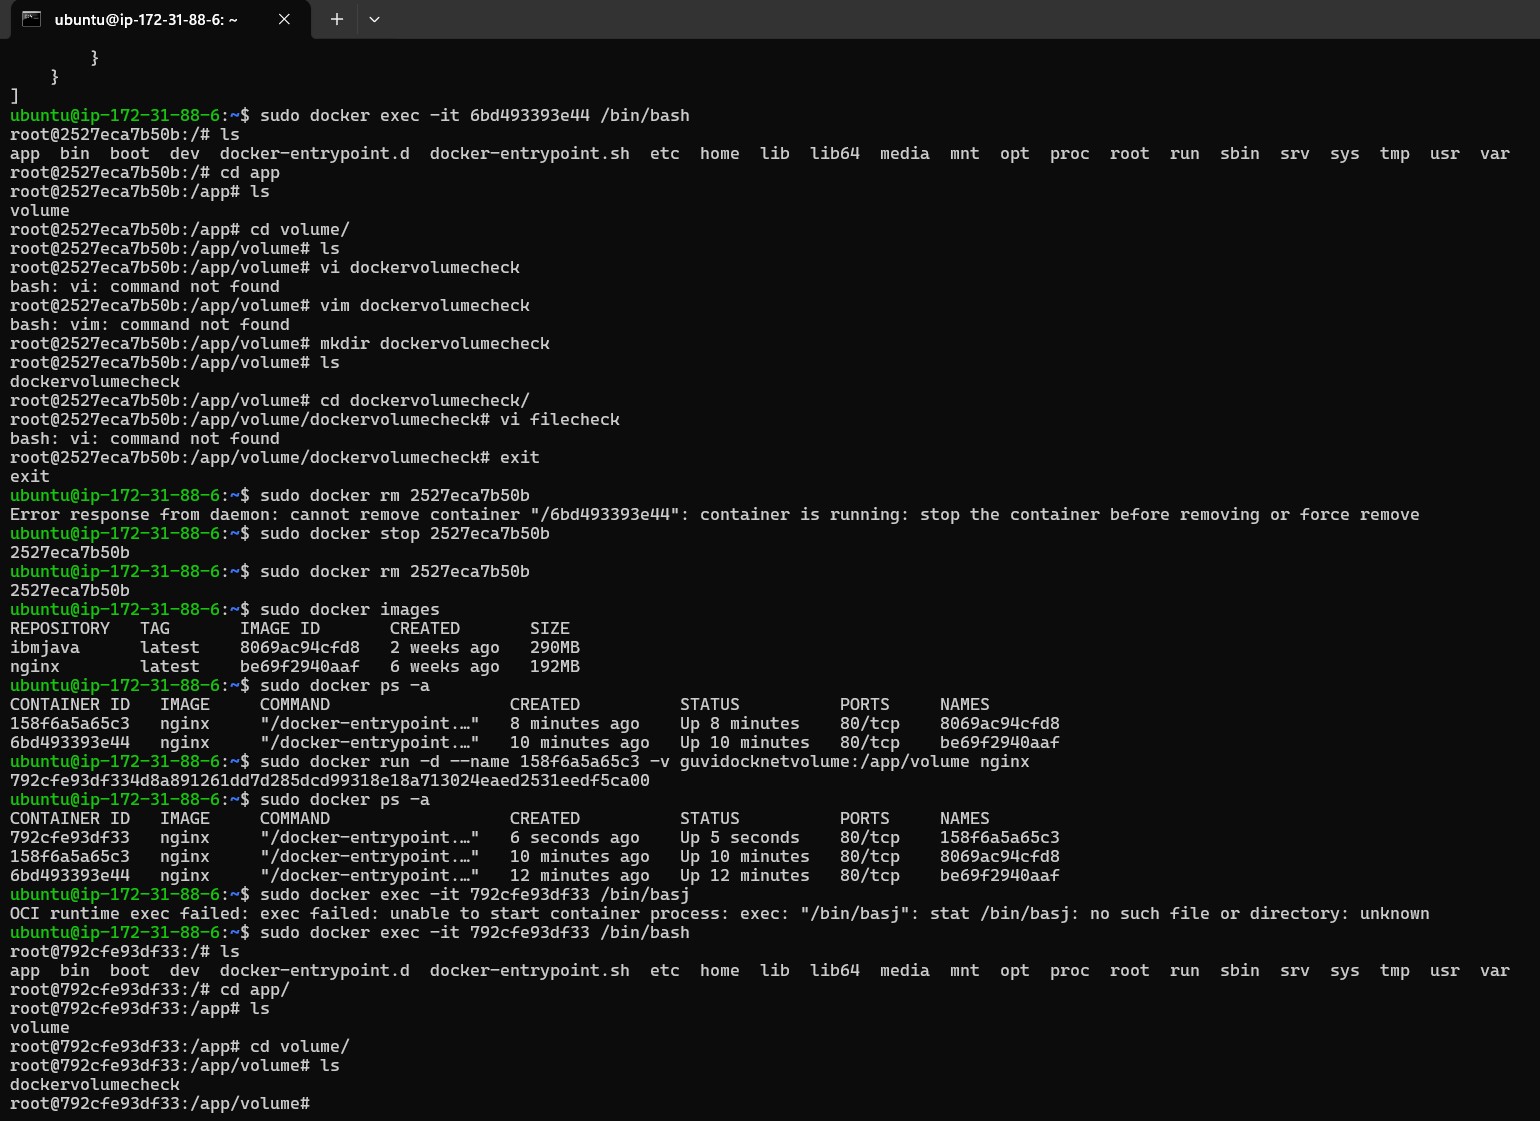 ubuntu@ip-172-31-88-6: ~
        }
    }
]
ubuntu@ip-172-31-88-6:~$ sudo docker exec -it 6bd493393e44 /bin/bash
root@2527eca7b50b:/# ls
app  bin  boot  dev  docker-entrypoint.d  docker-entrypoint.sh  etc  home  lib  lib64  media  mnt  opt  proc  root  run  sbin  srv  sys  tmp  usr  var
root@2527eca7b50b:/# cd app
root@2527eca7b50b:/app# ls
volume
root@2527eca7b50b:/app# cd volume/
root@2527eca7b50b:/app/volume# ls
root@2527eca7b50b:/app/volume# vi dockervolumecheck
bash: vi: command not found
root@2527eca7b50b:/app/volume# vim dockervolumecheck
bash: vim: command not found
root@2527eca7b50b:/app/volume# mkdir dockervolumecheck
root@2527eca7b50b:/app/volume# ls
dockervolumecheck
root@2527eca7b50b:/app/volume# cd dockervolumecheck/
root@2527eca7b50b:/app/volume/dockervolumecheck# vi filecheck
bash: vi: command not found
root@2527eca7b50b:/app/volume/dockervolumecheck# exit
exit
ubuntu@ip-172-31-88-6:~$ sudo docker rm 2527eca7b50b
Error response from daemon: cannot remove container "/6bd493393e44": container is running: stop the container before removing or force remove
ubuntu@ip-172-31-88-6:~$ sudo docker stop 2527eca7b50b
2527eca7b50b
ubuntu@ip-172-31-88-6:~$ sudo docker rm 2527eca7b50b
2527eca7b50b
ubuntu@ip-172-31-88-6:~$ sudo docker images
REPOSITORY   TAG       IMAGE ID       CREATED       SIZE
ibmjava      latest    8069ac94cfd8   2 weeks ago   290MB
nginx        latest    be69f2940aaf   6 weeks ago   192MB
ubuntu@ip-172-31-88-6:~$ sudo docker ps -a
CONTAINER ID   IMAGE     COMMAND                  CREATED          STATUS          PORTS     NAMES
158f6a5a65c3   nginx     "/docker-entrypoint.…"   8 minutes ago    Up 8 minutes    80/tcp    8069ac94cfd8
6bd493393e44   nginx     "/docker-entrypoint.…"   10 minutes ago   Up 10 minutes   80/tcp    be69f2940aaf
ubuntu@ip-172-31-88-6:~$ sudo docker run -d --name 158f6a5a65c3 -v guvidocknetvolume:/app/volume nginx
792cfe93df334d8a891261dd7d285dcd99318e18a713024eaed2531eedf5ca00
ubuntu@ip-172-31-88-6:~$ sudo docker ps -a
CONTAINER ID   IMAGE     COMMAND                  CREATED          STATUS          PORTS     NAMES
792cfe93df33   nginx     "/docker-entrypoint.…"   6 seconds ago    Up 5 seconds    80/tcp    158f6a5a65c3
158f6a5a65c3   nginx     "/docker-entrypoint.…"   10 minutes ago   Up 10 minutes   80/tcp    8069ac94cfd8
6bd493393e44   nginx     "/docker-entrypoint.…"   12 minutes ago   Up 12 minutes   80/tcp    be69f2940aaf
ubuntu@ip-172-31-88-6:~$ sudo docker exec -it 792cfe93df33 /bin/basj
OCI runtime exec failed: exec failed: unable to start container process: exec: "/bin/basj": stat /bin/basj: no such file or directory: unknown
ubuntu@ip-172-31-88-6:~$ sudo docker exec -it 792cfe93df33 /bin/bash
root@792cfe93df33:/# ls
app  bin  boot  dev  docker-entrypoint.d  docker-entrypoint.sh  etc  home  lib  lib64  media  mnt  opt  proc  root  run  sbin  srv  sys  tmp  usr  var
root@792cfe93df33:/# cd app/
root@792cfe93df33:/app# ls
volume
root@792cfe93df33:/app# cd volume/
root@792cfe93df33:/app/volume# ls
dockervolumecheck
root@792cfe93df33:/app/volume#